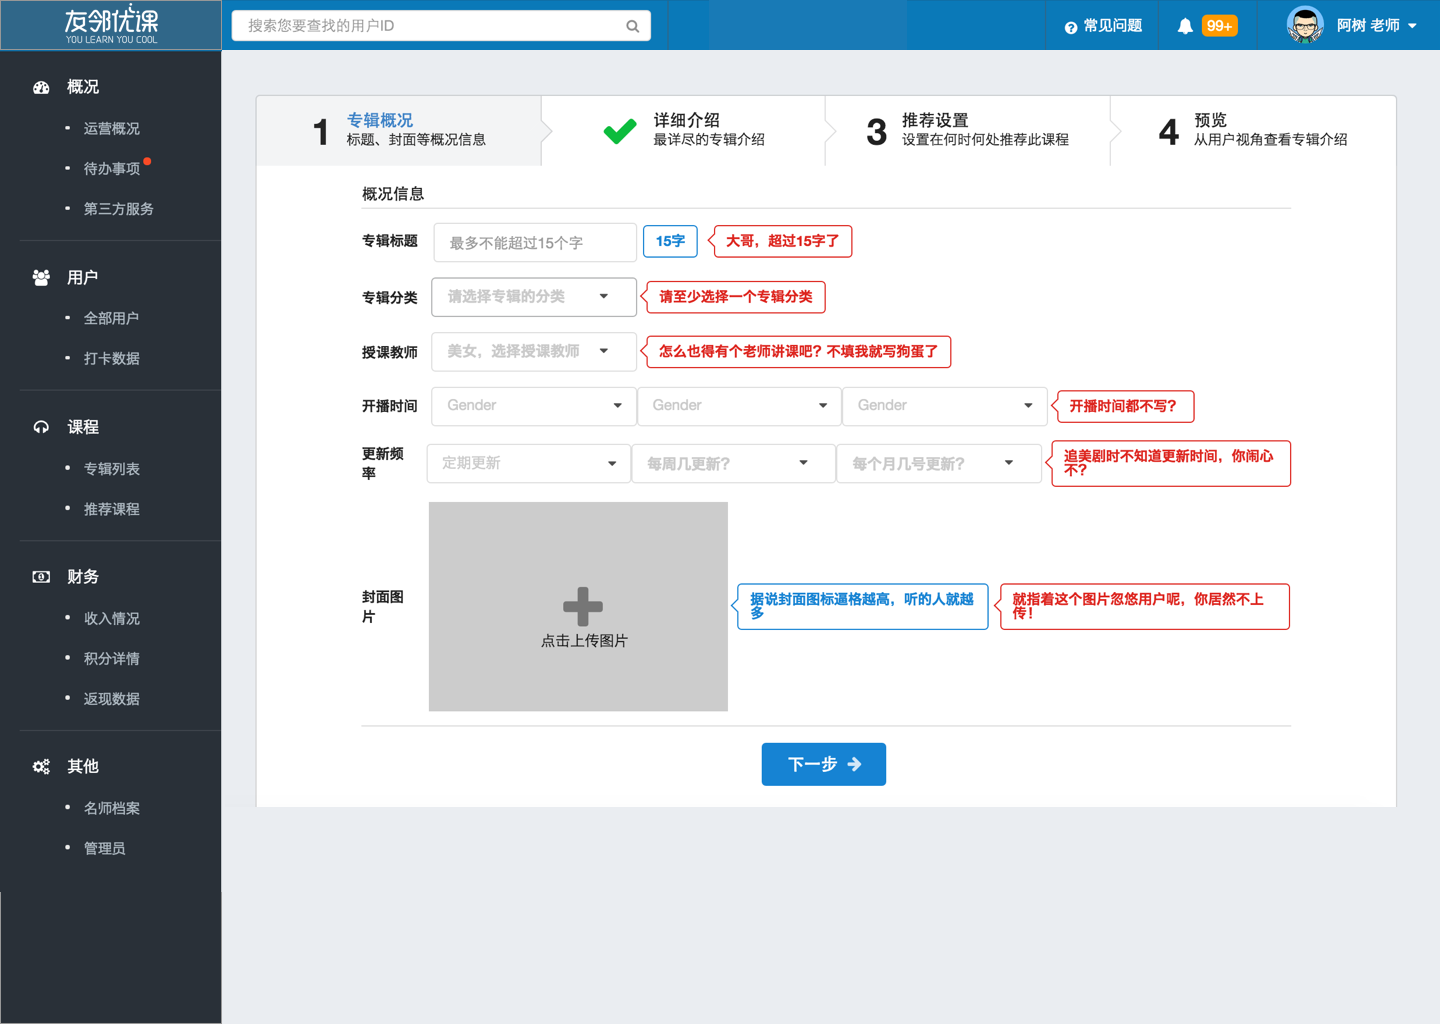 友邻优课
YOU LEARN YOU COOL
搜索您要查找的用户ID
常见问题
99+
阿树 老师
概况
运营概况
待办事项
第三方服务
用户
全部用户
打卡数据
课程
专辑列表
推荐课程
财务
收入情况
积分详情
返现数据
其他
名师档案
管理员
1
专辑概况
标题、封面等概况信息
详细介绍
最详尽的专辑介绍
3
推荐设置
设置在何时何处推荐此课程
4
预览
从用户视角查看专辑介绍
概况信息
专辑标题
最多不能超过15个字
15字
大哥，超过15字了
专辑分类
请选择专辑的分类
请至少选择一个专辑分类
授课教师
美女，选择授课教师
怎么也得有个老师讲课吧？不填我就写狗蛋了
开播时间
Gender
Gender
Gender
开播时间都不写？
更新频
率
定期更新
每周几更新？
每个月几号更新？
追美剧时不知道更新时间，你闹心
不？
封面图
片
点击上传图片
据说封面图标逼格越高，听的人就越
多
就指着这个图片忽悠用户呢，你居然不上
传！
下一步